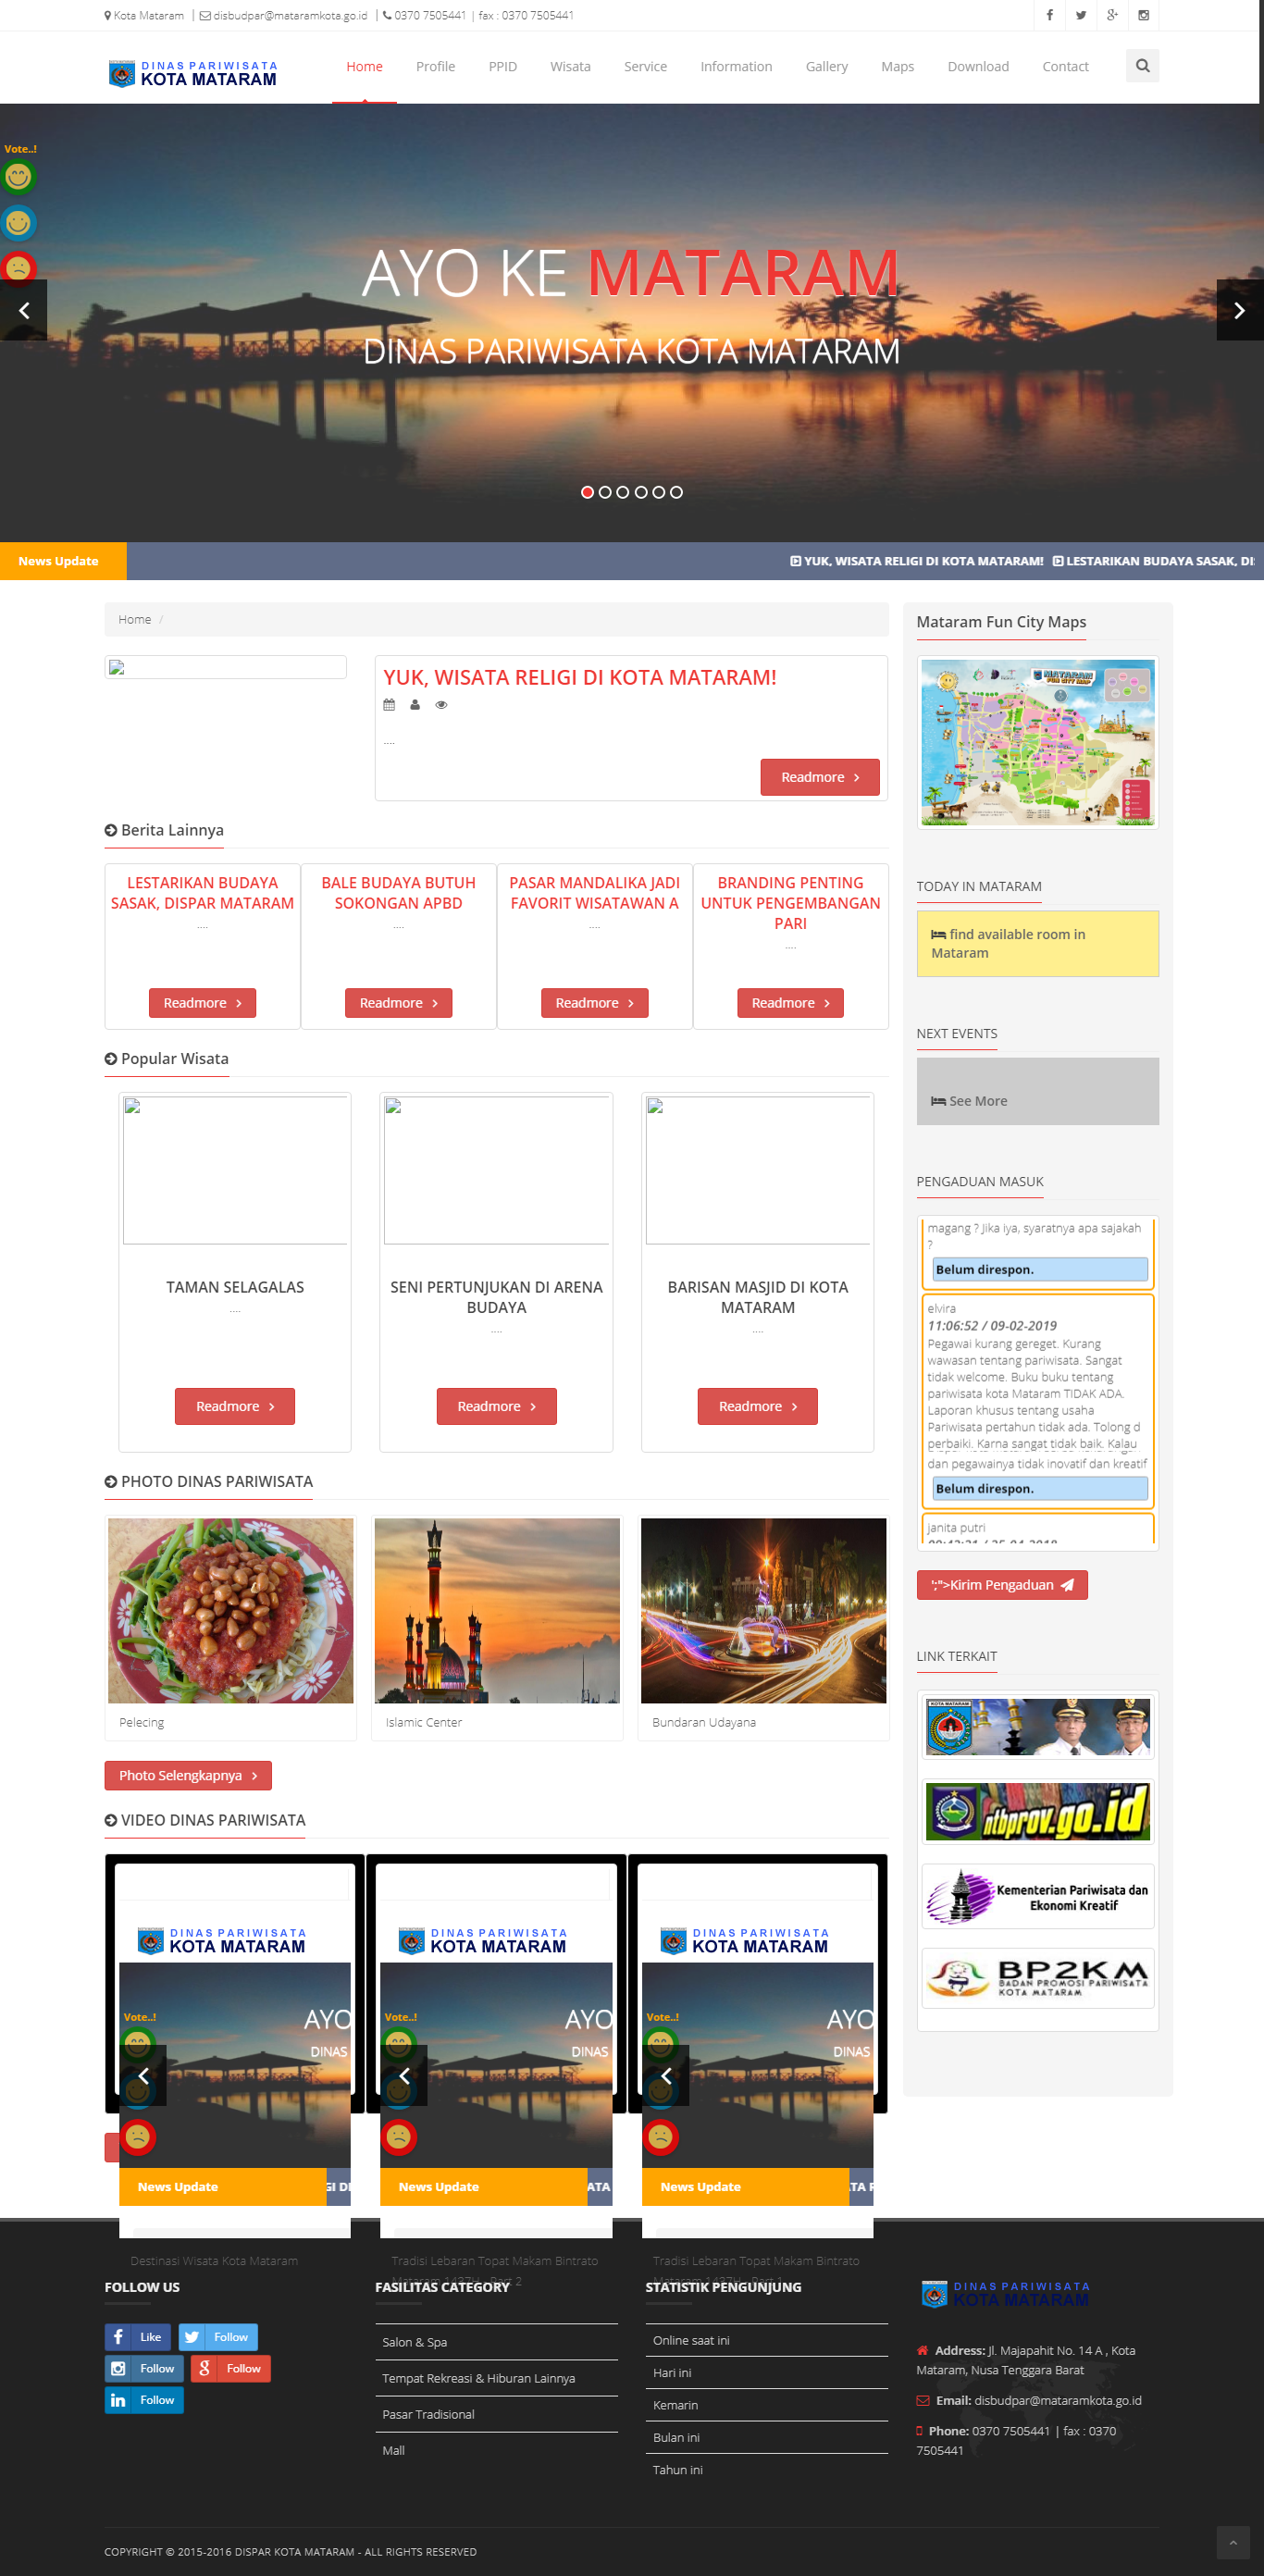 Kota Mataram | disbudpar@mataramkota.go.id | 0370 7505441 | fax : 0370 7505441
DINAS PARIWISATA
KOTA MATARAM
Home Profile PPID Wisata Service Information Gallery Maps Download Contact
Vote..!
AYO KE MATARAM
DINAS PARIWISATA KOTA MATARAM
News Update
YUK, WISATA RELIGI DI KOTA MATARAM! LESTARIKAN BUDAYA SASAK, DIS
Home /
YUK, WISATA RELIGI DI KOTA MATARAM!
....
Readmore
Berita Lainnya
LESTARIKAN BUDAYA
SASAK, DISPAR MATARAM
....
Readmore
BALE BUDAYA BUTUH
SOKONGAN APBD
....
Readmore
PASAR MANDALIKA JADI
FAVORIT WISATAWAN A
....
Readmore
BRANDING PENTING
UNTUK PENGEMBANGAN
PARI
....
Readmore
Popular Wisata
TAMAN SELAGALAS
....
Readmore
SENI PERTUNJUKAN DI ARENA
BUDAYA
....
Readmore
BARISAN MASJID DI KOTA
MATARAM
....
Readmore
PHOTO DINAS PARIWISATA
Pelecing
Islamic Center
Bundaran Udayana
Photo Selengkapnya
VIDEO DINAS PARIWISATA
DINAS PARIWISATA
KOTA MATARAM
Vote..!
AYO
DINAS
News Update
GI DI
Destinasi Wisata Kota Mataram
DINAS PARIWISATA
KOTA MATARAM
Vote..!
AYO
DINAS
News Update
ATA
Tradisi Lebaran Topat Makam Bintrato
Mataram 1437H - Part 2
DINAS PARIWISATA
KOTA MATARAM
Vote..!
AYO
DINAS
News Update
Tradisi Lebaran Topat Makam Bintrato
Mataram 1437H - Part 1
Mataram Fun City Maps
MATARAM
FUN CITY MAP
TODAY IN MATARAM
find available room in
Mataram
NEXT EVENTS
See More
PENGADUAN MASUK
magang ? Jika iya, syaratnya apa sajakah
?
Belum direspon.
elvira
11:06:52 / 09-02-2019
Pegawai kurang gereget. Kurang
wawasan tentang pariwisata. Sangat
tidak welcome. Buku buku tentang
pariwisata kota Mataram TIDAK ADA.
Laporan khusus tentang usaha
Pariwisata pertahun tidak ada. Tolong d
perbaiki. Karna sangat tidak baik. Kalau
dan pegawainya tidak inovatif dan kreatif
Belum direspon.
janita putri
';">Kirim Pengaduan
LINK TERKAIT
KOTA MATARAM
ntbprov.go.id
Kementerian Pariwisata dan
Ekonomi Kreatif
BP2KM
BADAN PROMOSI PARIWISATA
KOTA MATARAM
FOLLOW US
Like
Follow
Follow
Follow
Follow
FASILITAS CATEGORY
Salon & Spa
Tempat Rekreasi & Hiburan Lainnya
Pasar Tradisional
Mall
STATISTIK PENGUNJUNG
Online saat ini
Hari ini
Kemarin
Bulan ini
Tahun ini
DINAS PARIWISATA
KOTA MATARAM
Address: Jl. Majapahit No. 14 A , Kota
Mataram, Nusa Tenggara Barat
Email: disbudpar@mataramkota.go.id
Phone: 0370 7505441 | fax : 0370
7505441
COPYRIGHT © 2015-2016 DISPAR KOTA MATARAM - ALL RIGHTS RESERVED